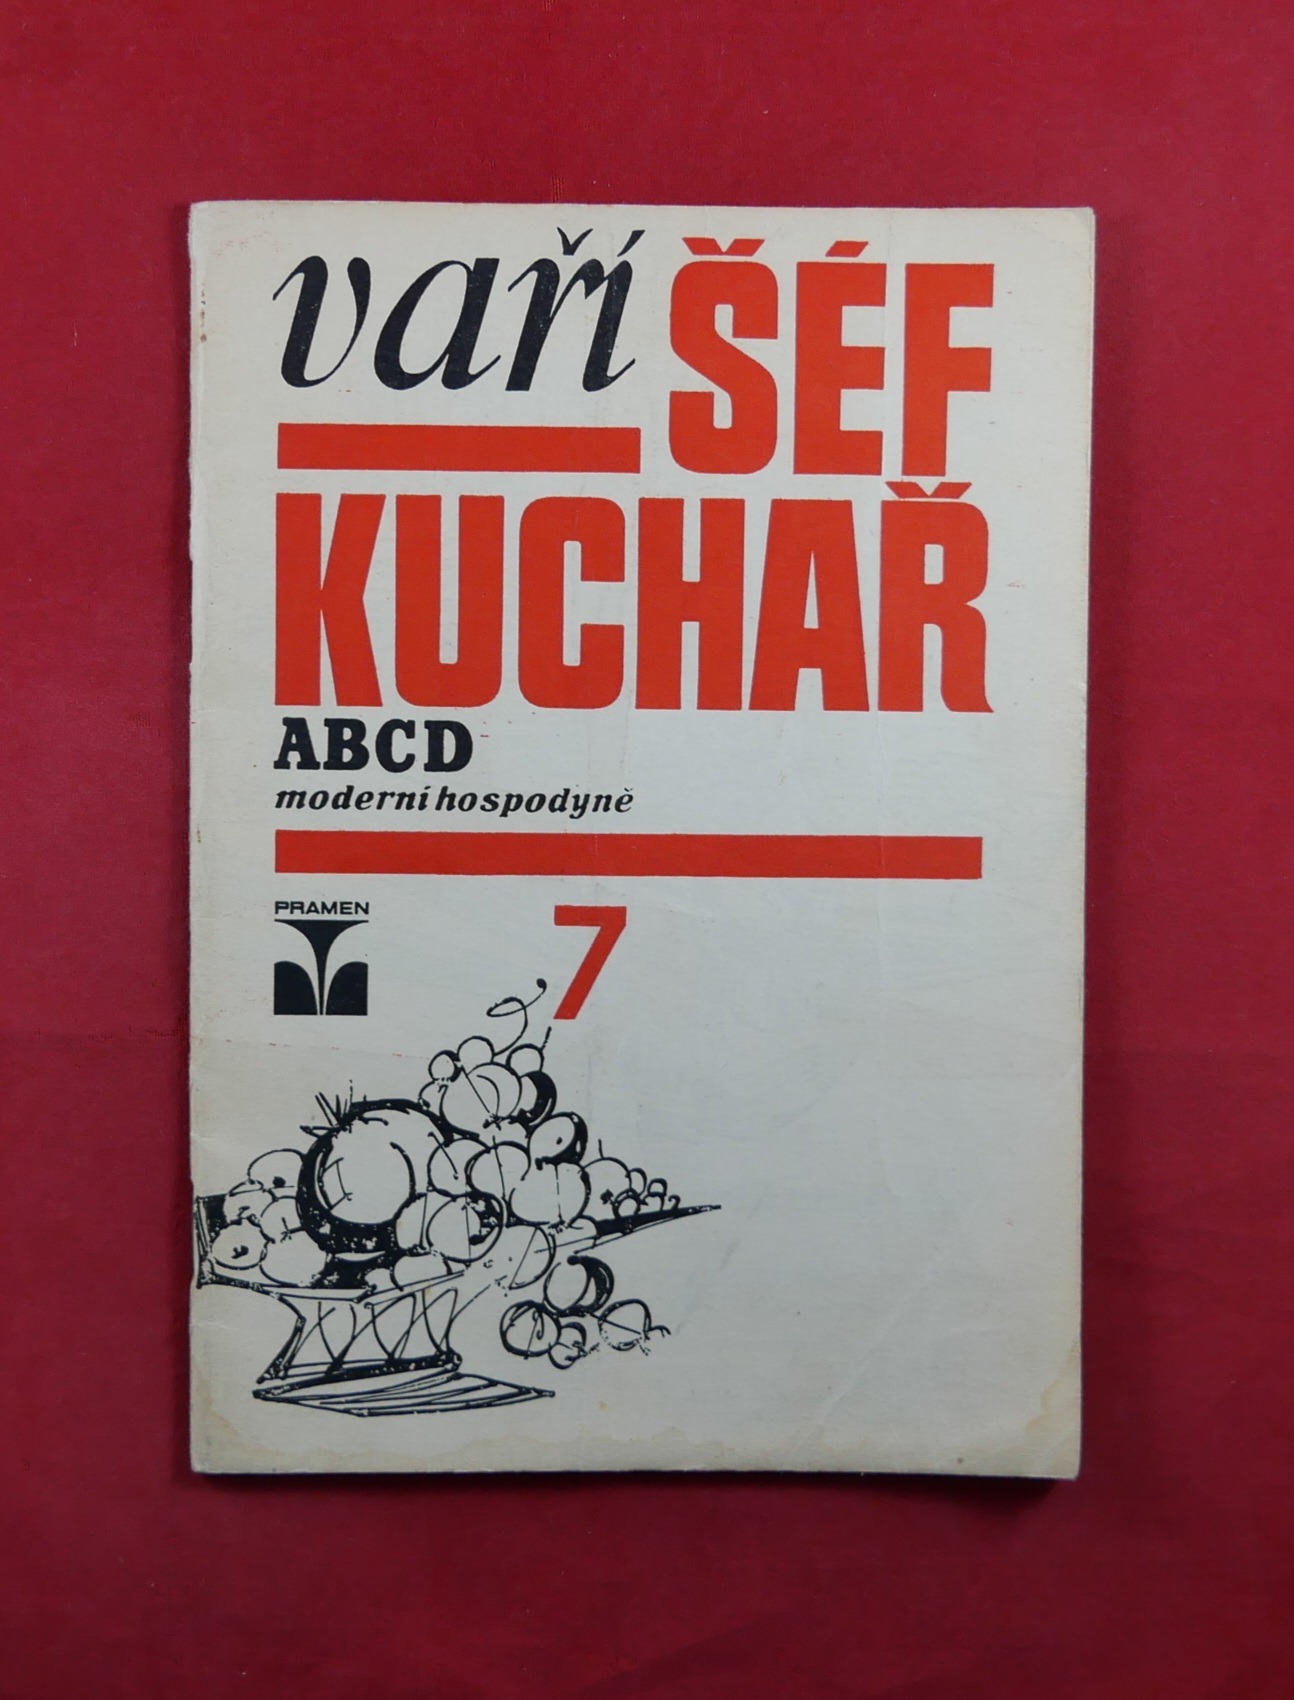 vaří ŠÉF
KUCHAŘ
ABCD
moderní hospodyně
PRAMEN
7